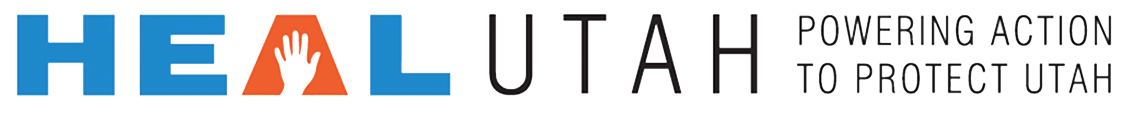 HEAL UTAH
POWERING ACTION
TO PROTECT UTAH